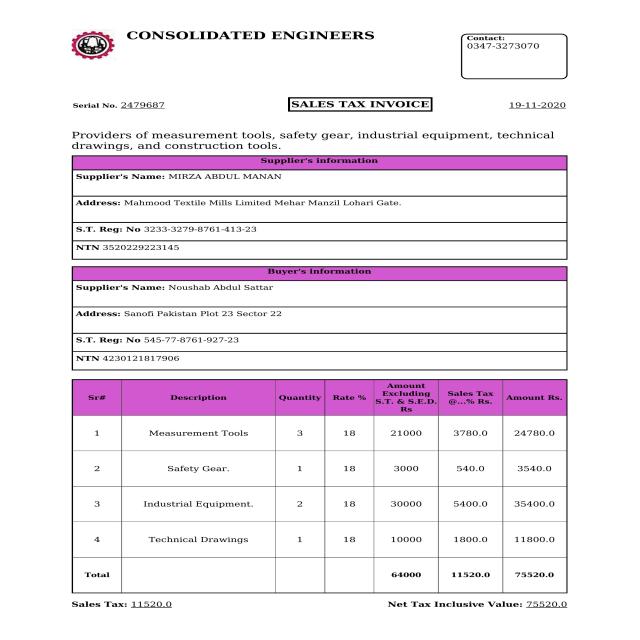 CONSOLIDATED ENGINEERS
Contact:
0347-3273070
Serial No. 2479687
SALES TAX INVOICE
19-11-2020
Providers of measurement tools, safety gear, industrial equipment, technical
drawings, and construction tools.
Supplier's information
Supplier's Name: MIRZA ABDUL MANAN
Address: Mahmood Textile Mills Limited Mehar Manzil Lohari Gate.
S.T. Reg: No 3233-3279-8761-413-23
NTN 3520229223145
Buyer's information
Supplier's Name: Noushab Abdul Sattar
Address: Sanofi Pakistan Plot 23 Sector 22
S.T. Reg: No 545-77-8761-927-23
NTN 4230121817906
Sr# Description Quantity Rate % Amount Excluding S.T. & S.E.D. Rs Sales Tax @...% Rs. Amount Rs.
1 Measurement Tools 3 18 21000 3780.0 24780.0
2 Safety Gear. 1 18 3000 540.0 3540.0
3 Industrial Equipment. 2 18 30000 5400.0 35400.0
4 Technical Drawings 1 18 10000 1800.0 11800.0
Total 64000 11520.0 75520.0
Sales Tax: 11520.0
Net Tax Inclusive Value: 75520.0